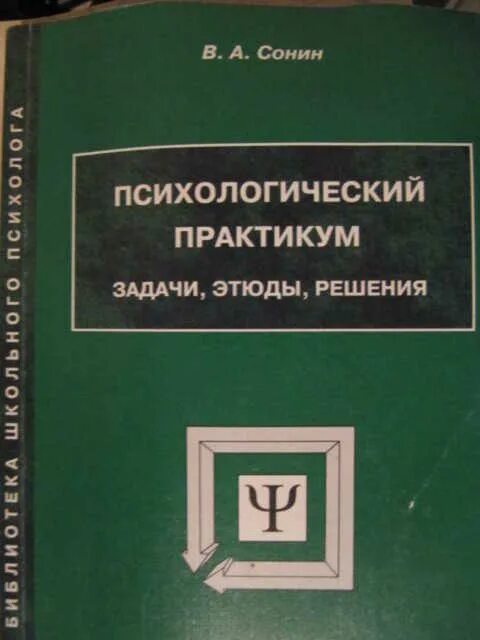 В. А. Сонин
ПСИХОЛОГИЧЕСКИЙ
ПРАКТИКУМ
ЗАДАЧИ, ЭТЮДЫ, РЕШЕНИЯ
Ψ
БИБЛИОТЕКА ШКОЛЬНОГО ПСИХОЛОГА